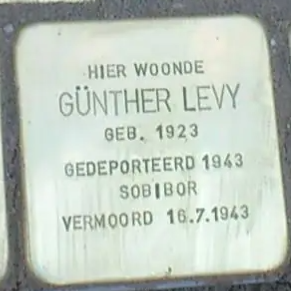 HIER WOONDE
GÜNTHER LEVY
GEB. 1923
GEDEPORTEERD 1943
SOBIBOR
VERMOORD 16.7.1943